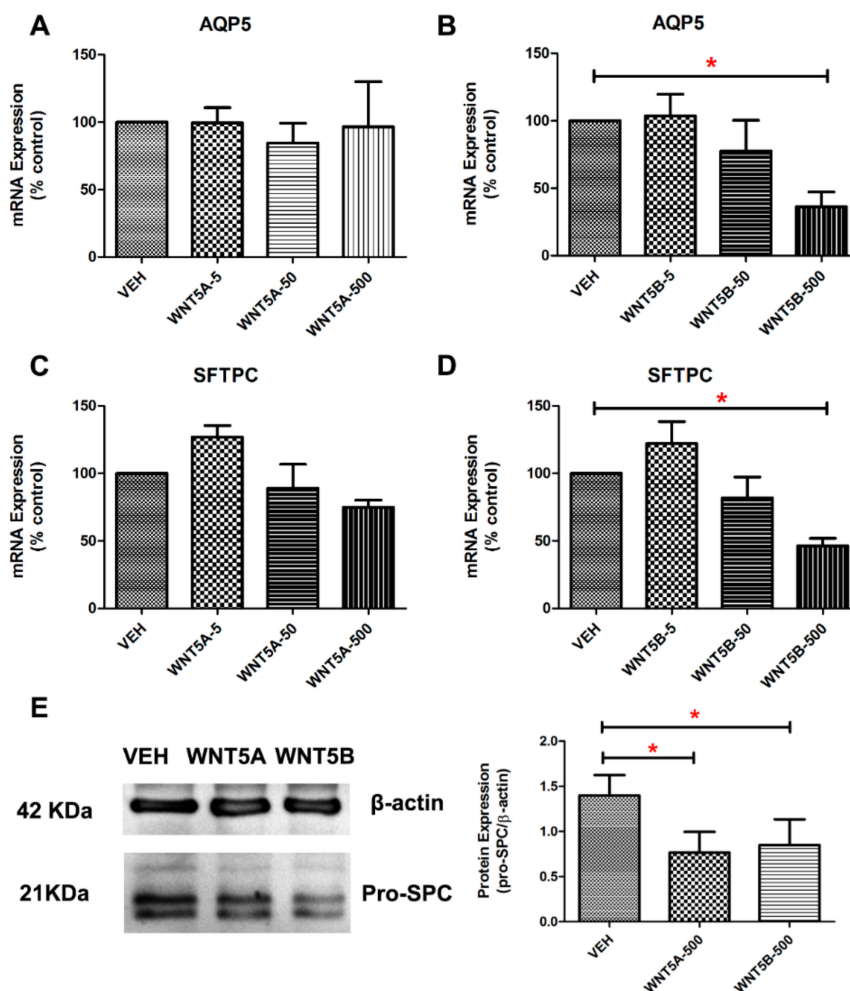 A
AQP5
mRNA Expression
(% control)
150
100
50
0
VEH
WNT5A-5
WNT5A-50
WNT5A-500
B
AQP5
*
mRNA Expression
(% control)
150
100
50
0
VEH
WNT5B-5
WNT5B-50
WNT5B-500
C
SFTPC
mRNA Expression
(% control)
150
100
50
0
VEH
WNT5A-5
WNT5A-50
WNT5A-500
D
SFTPC
*
mRNA Expression
(% control)
150
100
50
0
VEH
WNT5B-5
WNT5B-50
WNT5B-500
E
VEH WNT5A WNT5B
42 KDa
β-actin
21KDa
Pro-SPC
*
*
Protein Expression
(pro-SPC/β-actin)
2.0
1.5
1.0
0.5
0.0
VEH
WNT5A-500
WNT5B-500